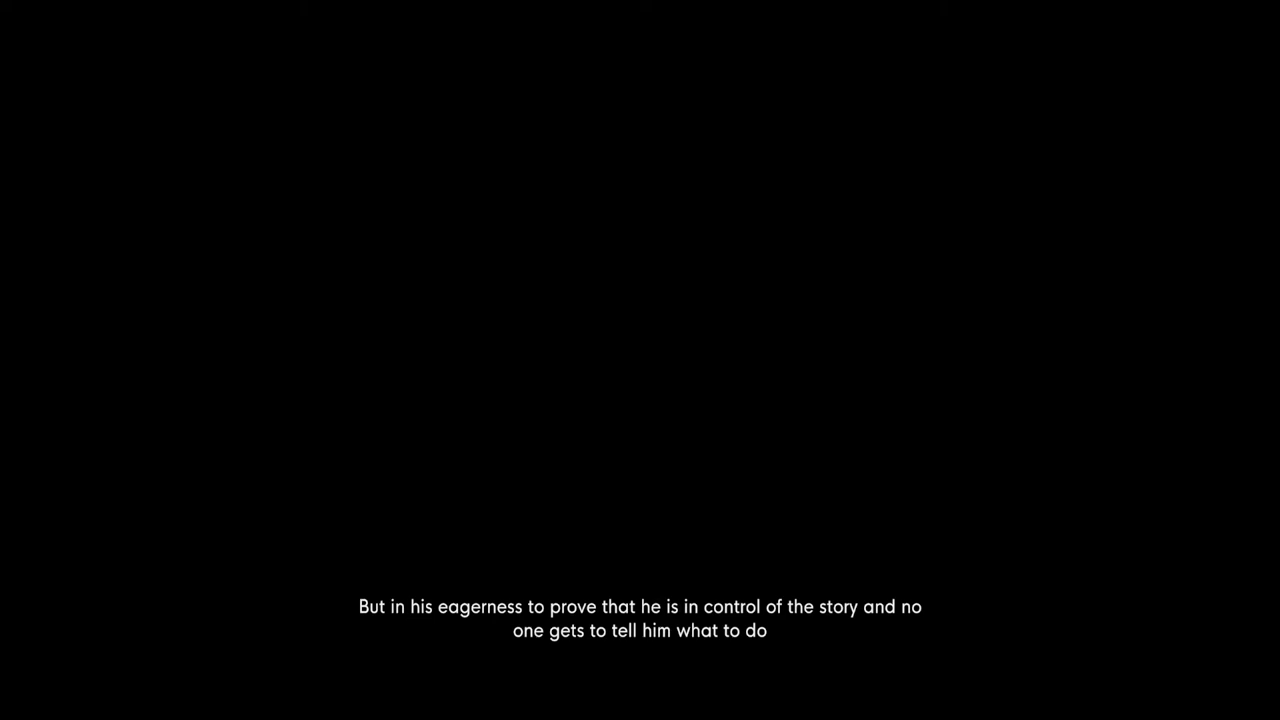 But in his eagerness to prove that he is in control of the story and no
one gets to tell him what to do